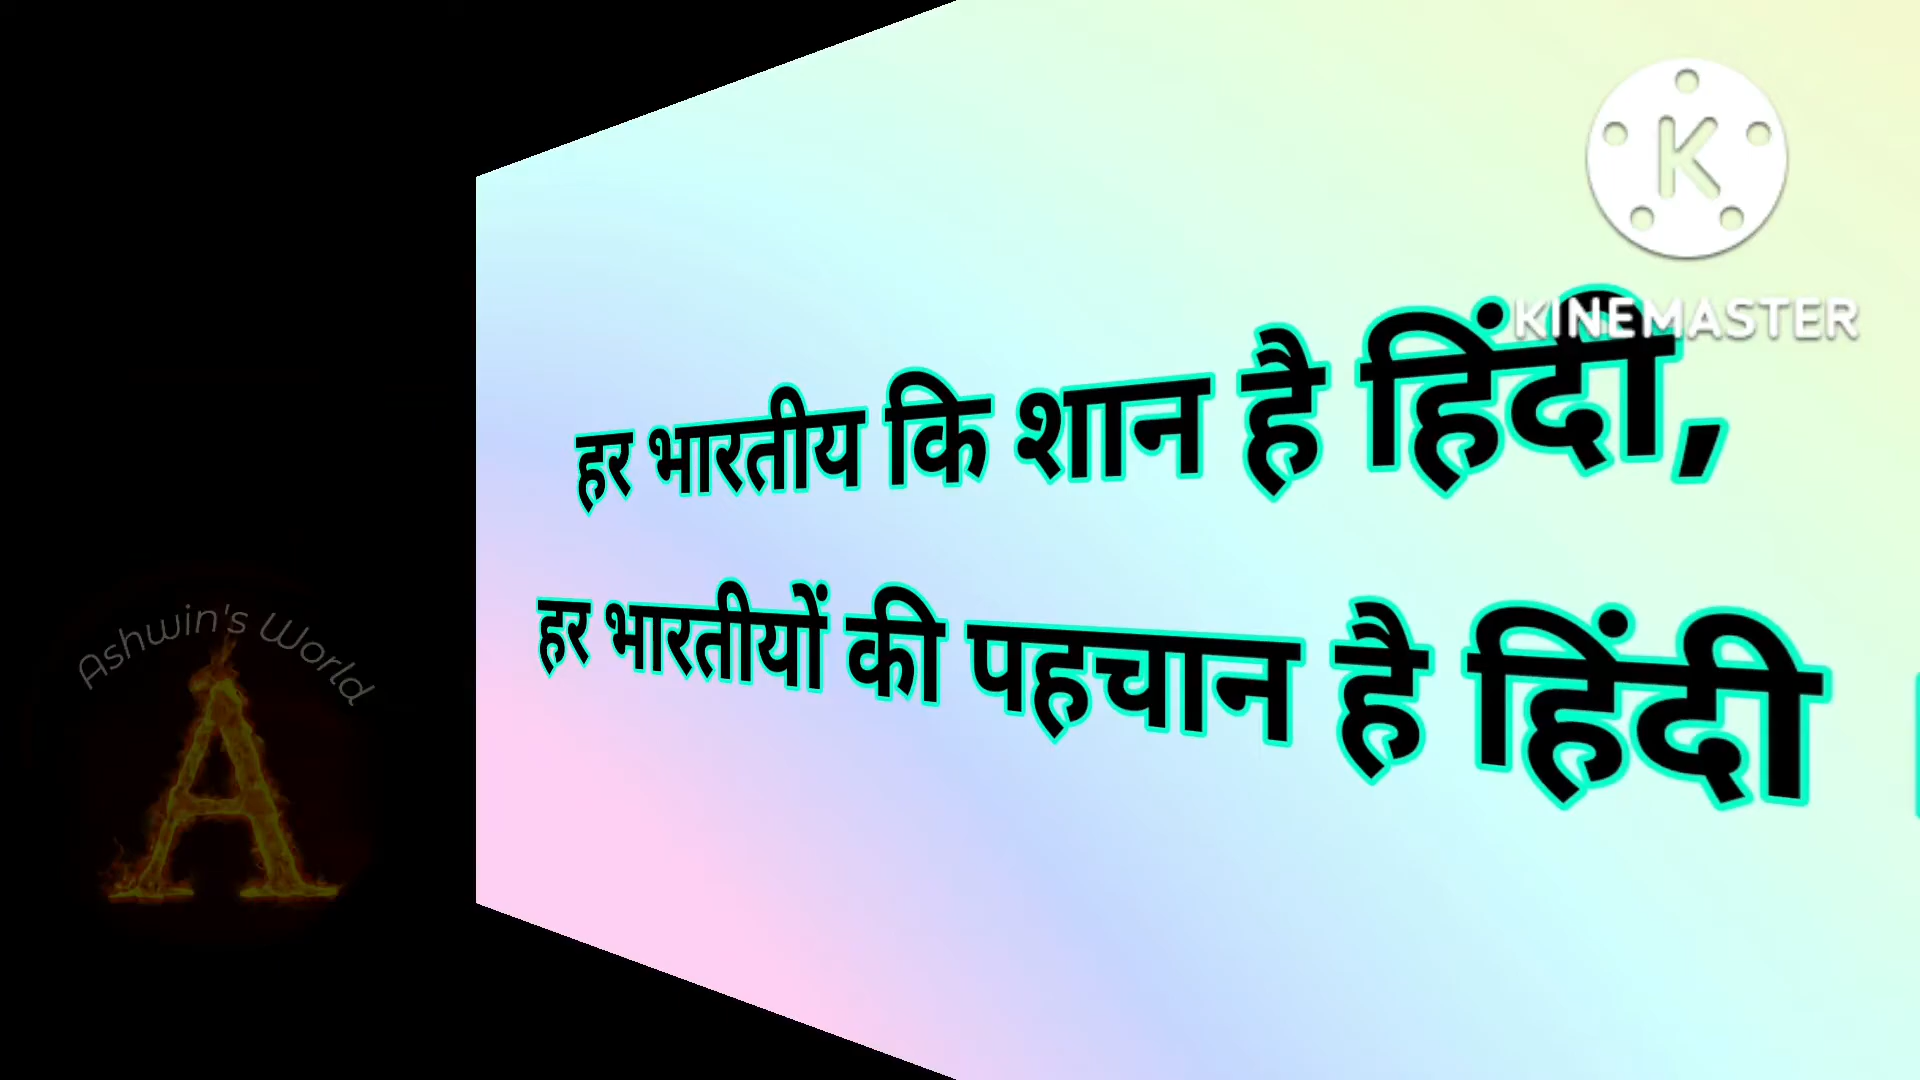 KINEMASTER
हर भारतीय कि शान है हिंदी,
हर भारतीयों की पहचान है हिंदी
Ashwin's World
A